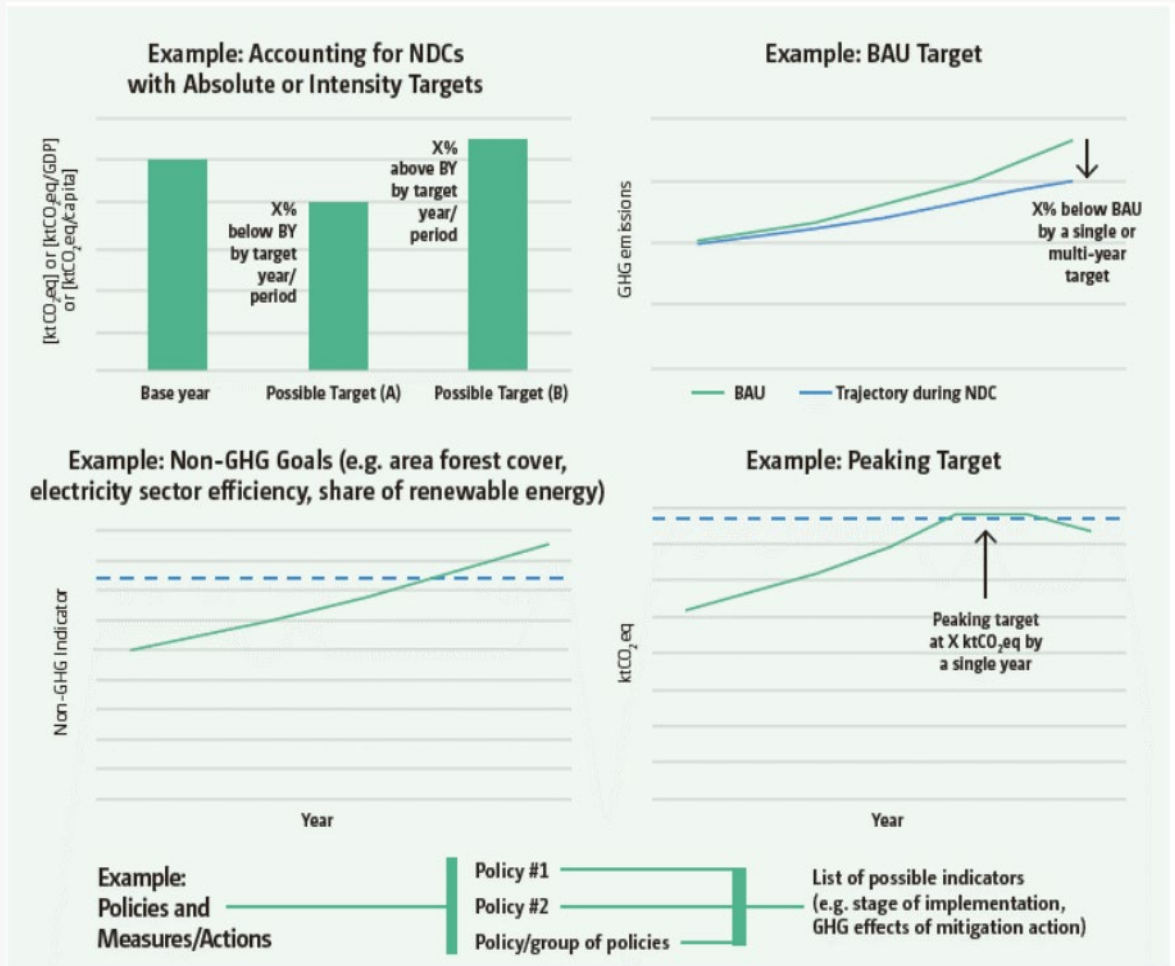 Example: Accounting for NDCs
with Absolute or Intensity Targets
[ktCO₂eq] or [ktCO₂eq/GDP]
or [ktCO₂eq/capita]
X%
below BY
by target
year/
period
X%
above BY
by target
year/
period
Base year
Possible Target (A)
Possible Target (B)
Example: BAU Target
GHG emissions
X% below BAU
by a single or
multi-year
target
BAU
Trajectory during NDC
Example: Non-GHG Goals (e.g. area forest cover,
electricity sector efficiency, share of renewable energy)
Non-GHG Indicator
Year
Example: Peaking Target
ktCO₂eq
Peaking target
at X ktCO₂eq by
a single year
Year
Example:
Policies and
Measures/Actions
Policy #1
Policy #2
Policy/group of policies
List of possible indicators
(e.g. stage of implementation,
GHG effects of mitigation action)